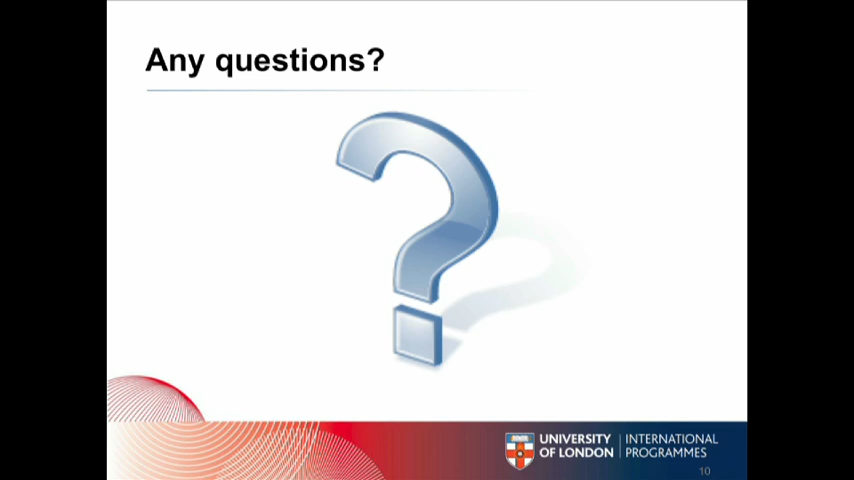 Any questions?
?
UNIVERSITY
OF LONDON
INTERNATIONAL
PROGRAMMES
10